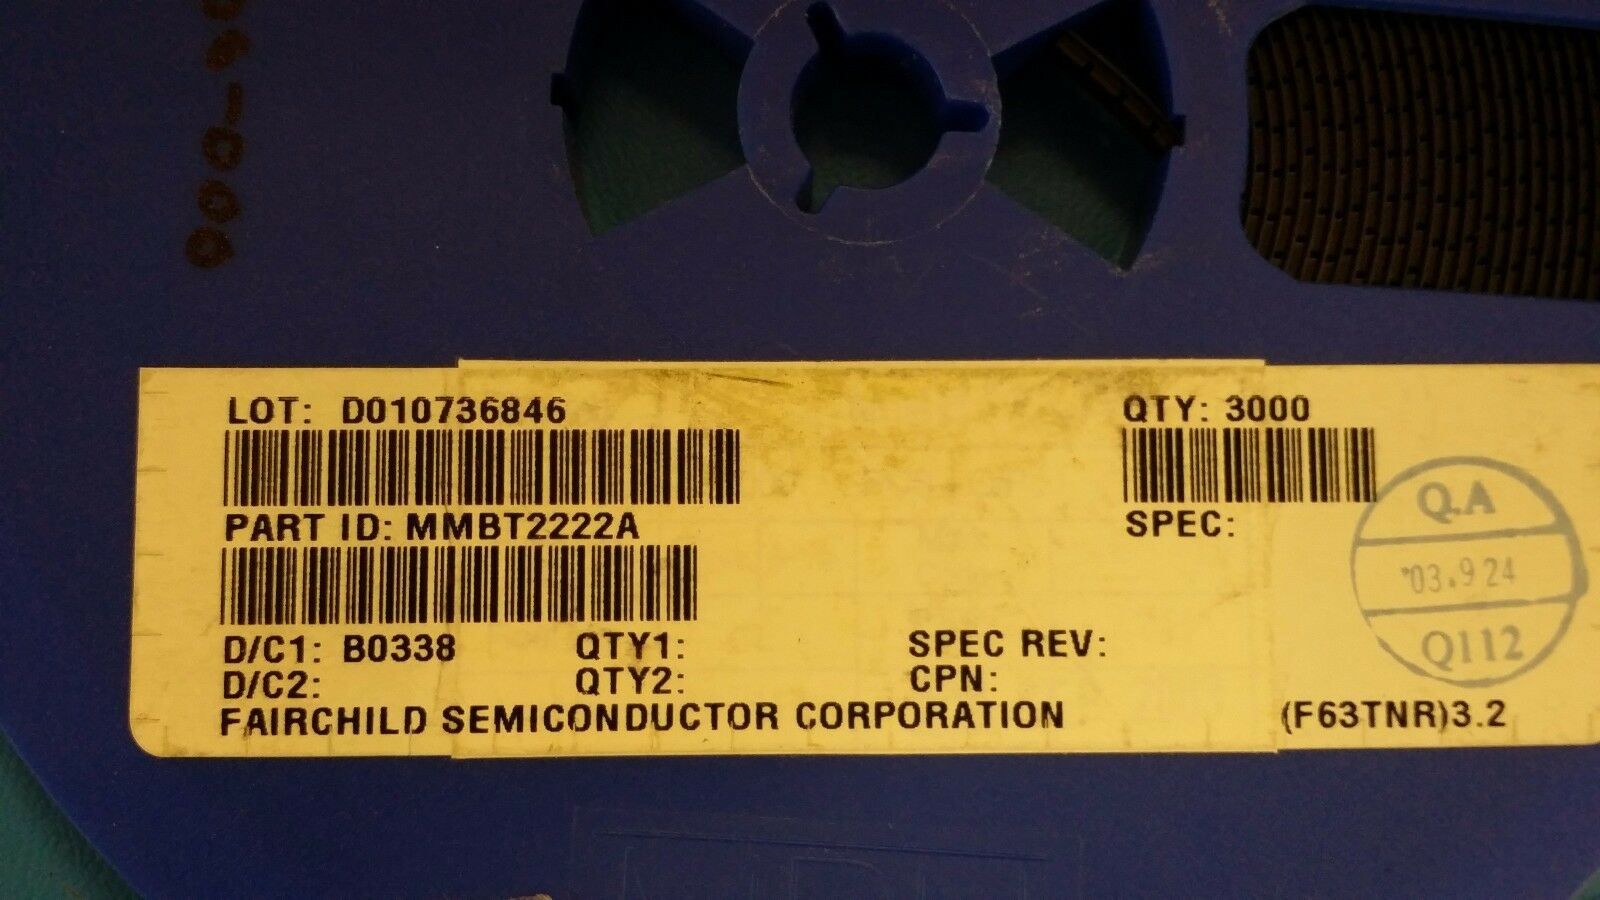 LOT: D010736846
QTY: 3000
PART ID: MMBT2222A
SPEC:
Q.A
'03.9 24
Q112
D/C1: B0338 QTY1: SPEC REV:
D/C2: QTY2: CPN:
FAIRCHILD SEMICONDUCTOR CORPORATION (F63TNR)3.2